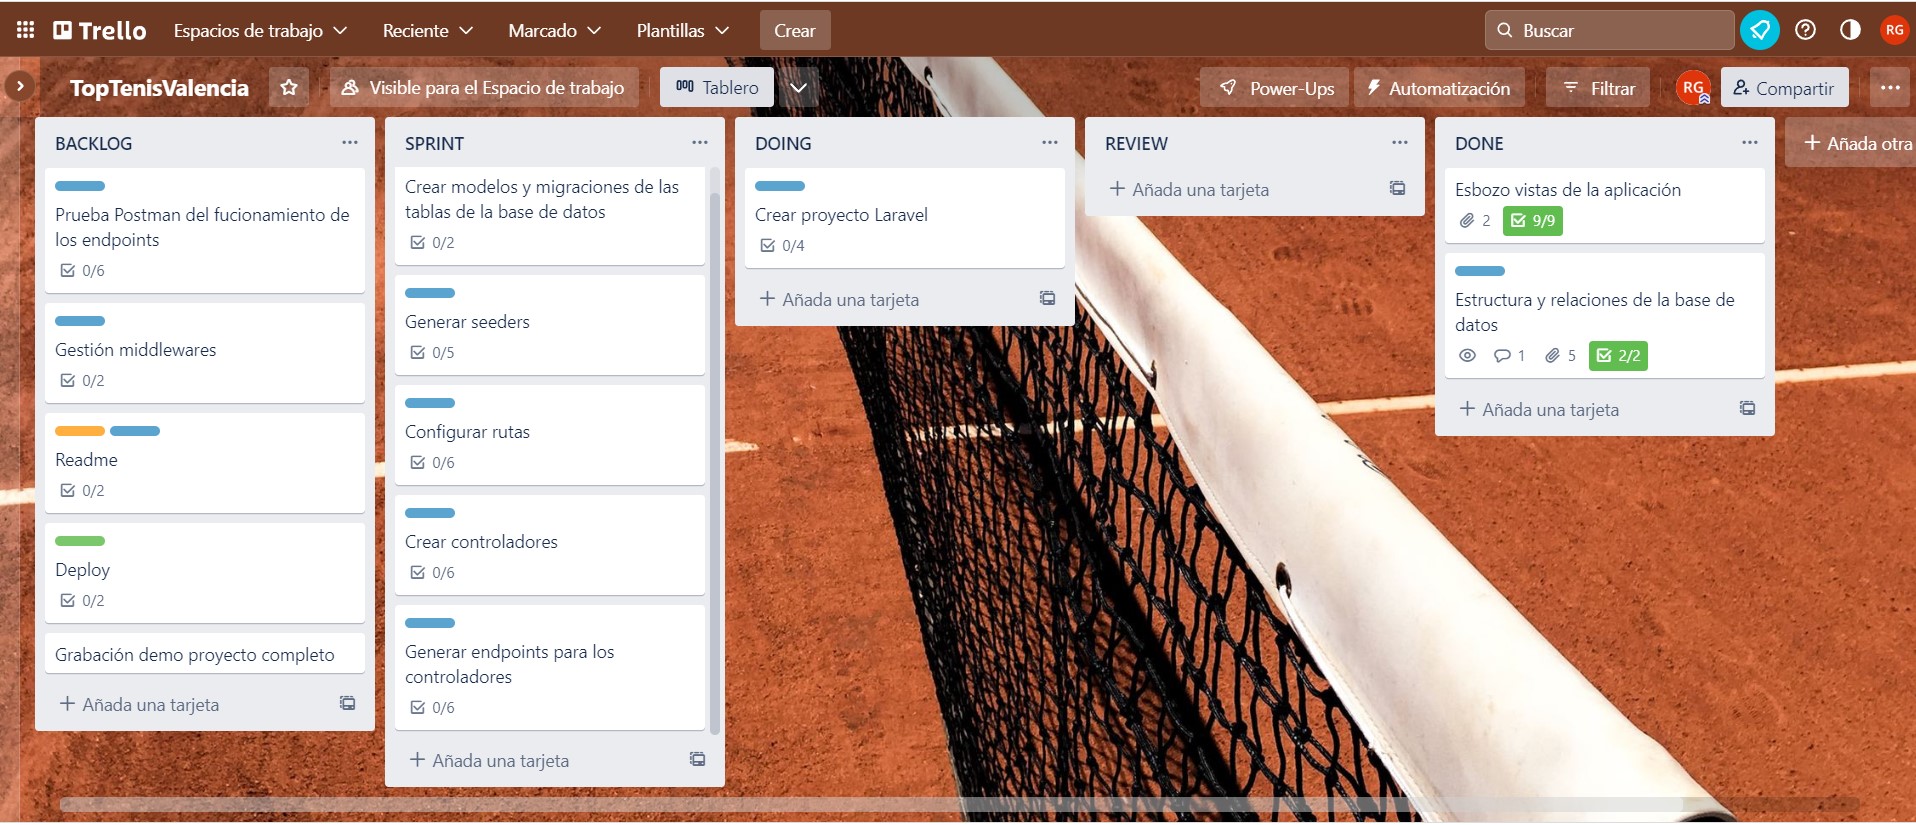 Trello
Espacios de trabajo
Reciente
Marcado
Plantillas
Crear
Buscar
RG
TopTenisValencia
Visible para el Espacio de trabajo
Tablero
Power-Ups
Automatización
Filtrar
RG
Compartir
BACKLOG
Prueba Postman del fucionamiento de
los endpoints
0/6
Gestión middlewares
0/2
Readme
0/2
Deploy
0/2
Grabación demo proyecto completo
Añada una tarjeta
SPRINT
Crear modelos y migraciones de las
tablas de la base de datos
0/2
Generar seeders
0/5
Configurar rutas
0/6
Crear controladores
0/6
Generar endpoints para los
controladores
0/6
Añada una tarjeta
DOING
Crear proyecto Laravel
0/4
Añada una tarjeta
REVIEW
Añada una tarjeta
DONE
Esbozo vistas de la aplicación
2 9/9
Estructura y relaciones de la base de
datos
1 5 2/2
Añada una tarjeta
Añada otra